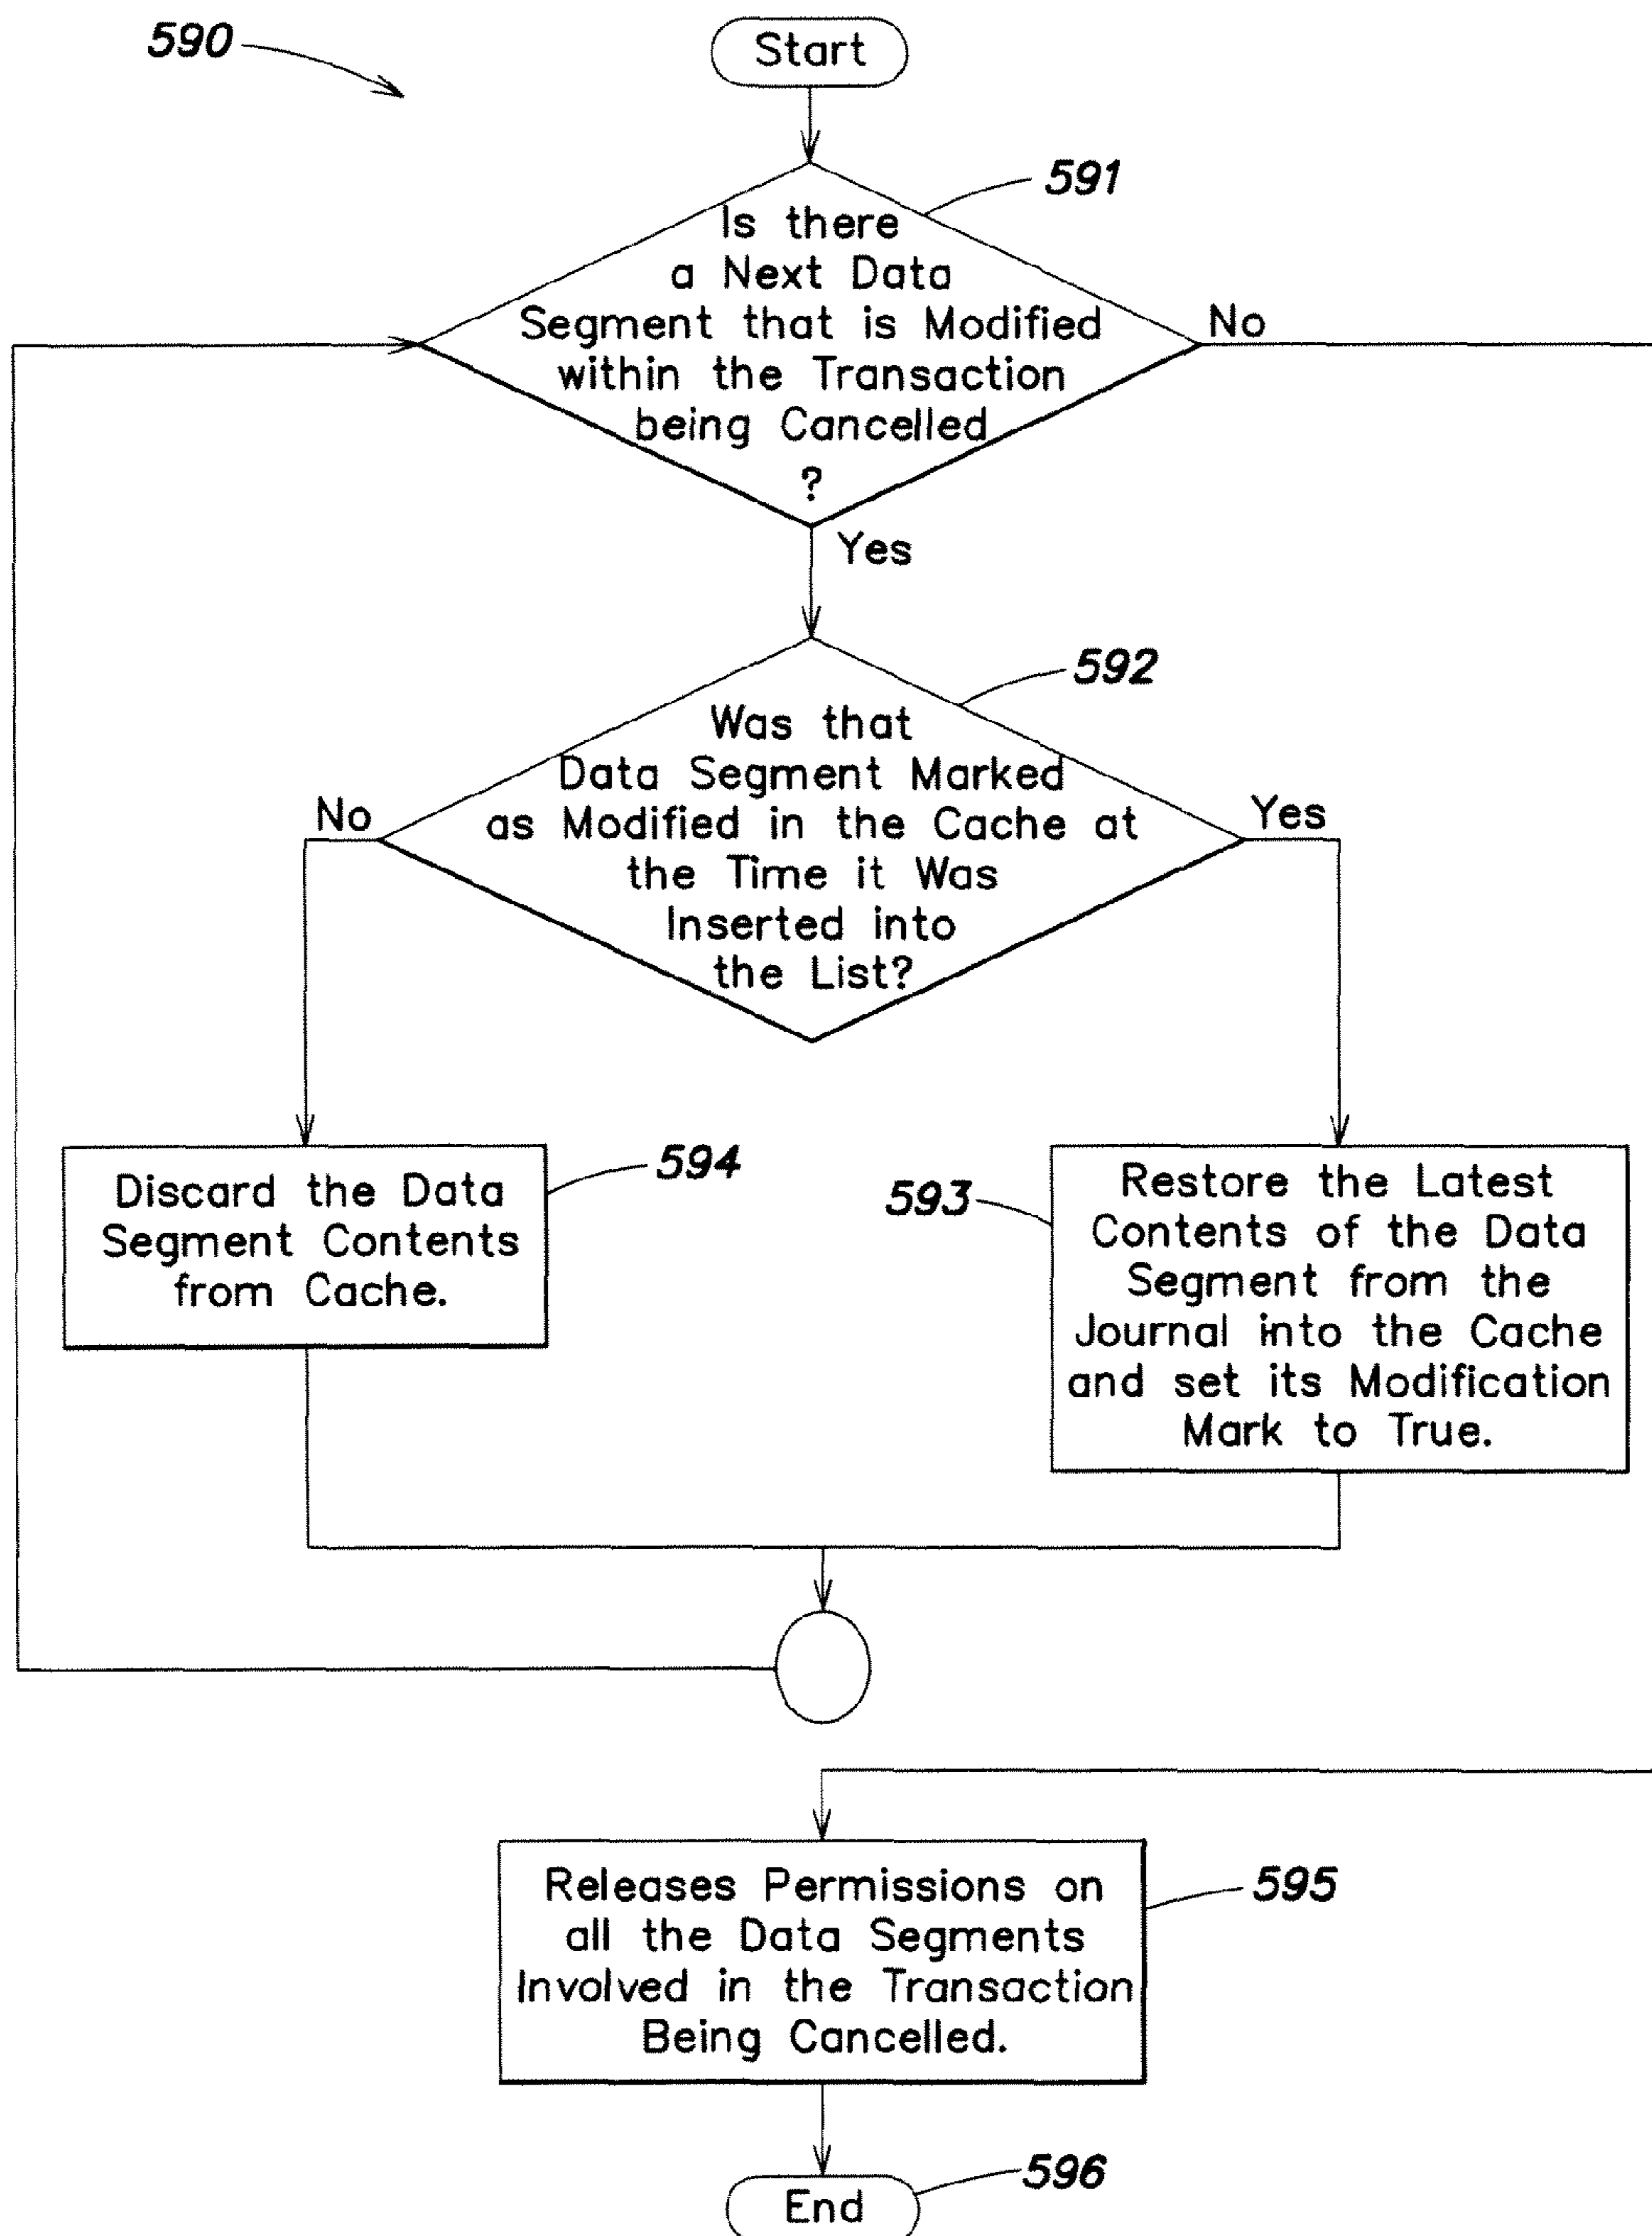 590
Start
591
Is there
a Next Data
Segment that is Modified
within the Transaction
being Cancelled
?
No
Yes
592
Was that
Data Segment Marked
as Modified in the Cache at
the Time it Was
Inserted into
the List?
No
Yes
594
Discard the Data
Segment Contents
from Cache.
593
Restore the Latest
Contents of the Data
Segment from the
Journal into the Cache
and set its Modification
Mark to True.
595
Releases Permissions on
all the Data Segments
Involved in the Transaction
Being Cancelled.
596
End